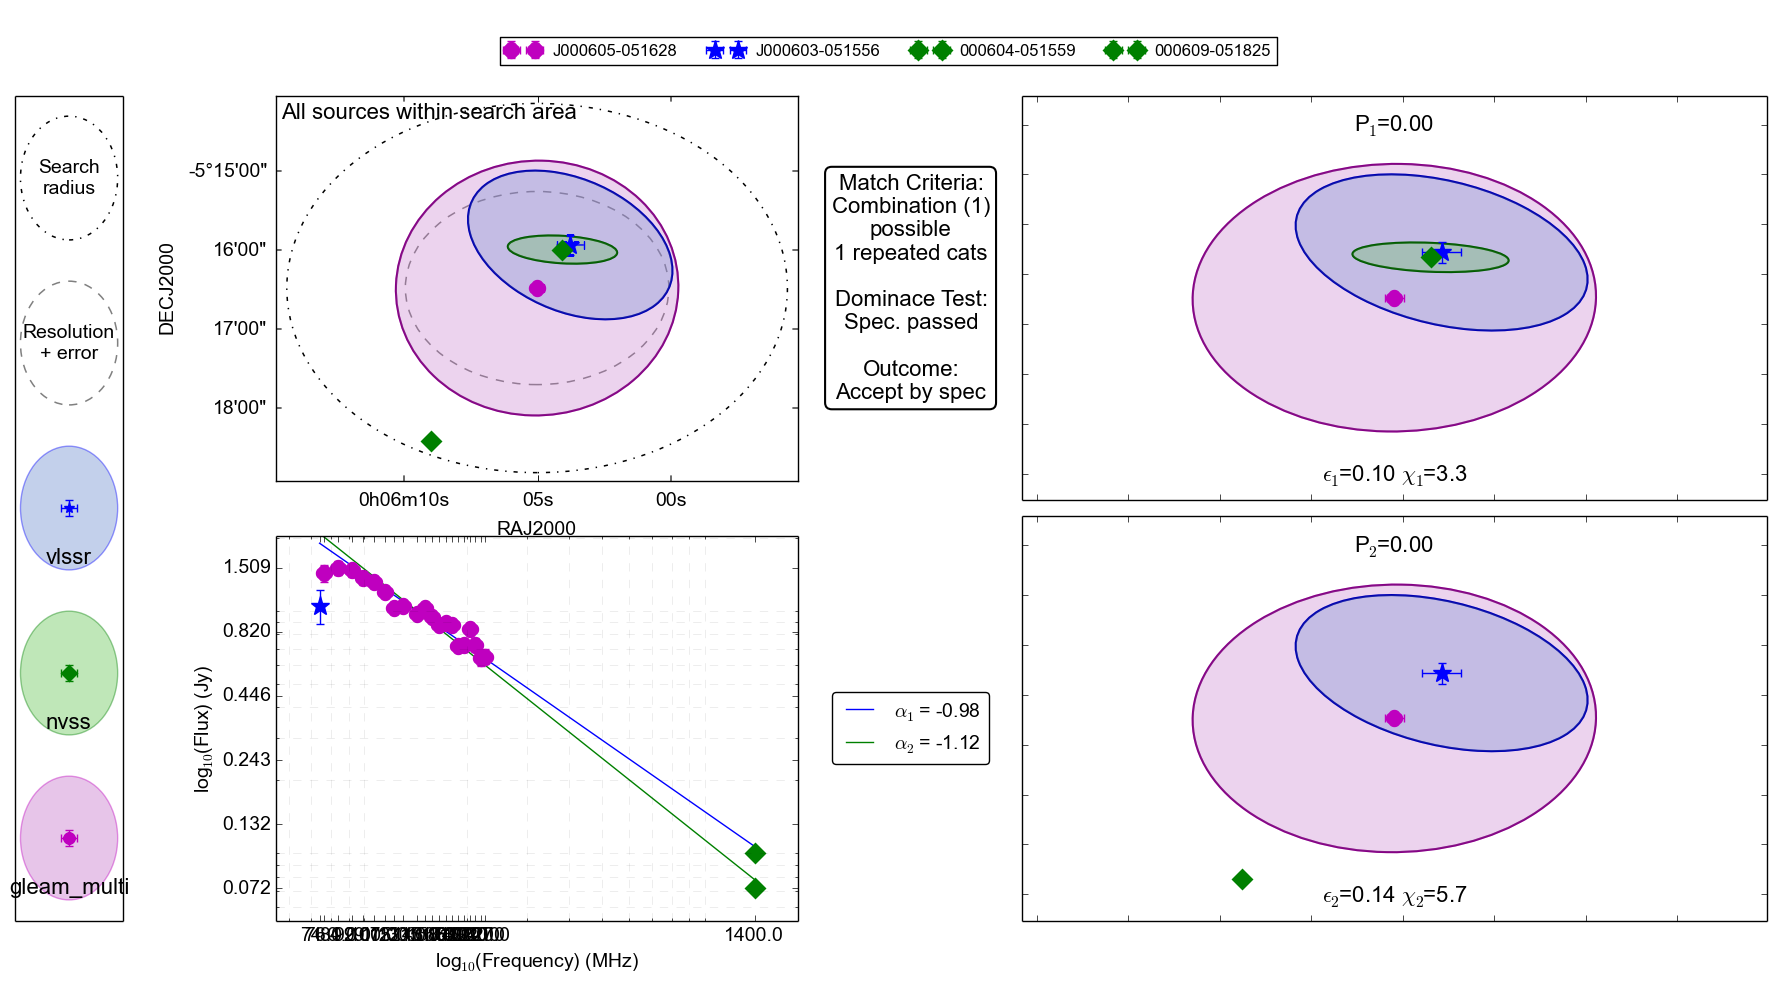 J000605-051628 J000603-051556 000604-051559 000609-051825
Search
radius
Resolution
+ error
vlssr
nvss
gleam_multi
All sources within search area
DECJ2000
-5°15'00"
16'00"
17'00"
18'00"
0h06m10s 05s 00s
RAJ2000
Match Criteria:
Combination (1)
possible
1 repeated cats
Dominace Test:
Spec. passed
Outcome:
Accept by spec
P1=0.00
ϵ1=0.10 χ1=3.3
log10(Flux) (Jy)
1.509
0.820
0.446
0.243
0.132
0.072
1400.0
log10(Frequency) (MHz)
α1 = -0.98
α2 = -1.12
P2=0.00
ϵ2=0.14 χ2=5.7